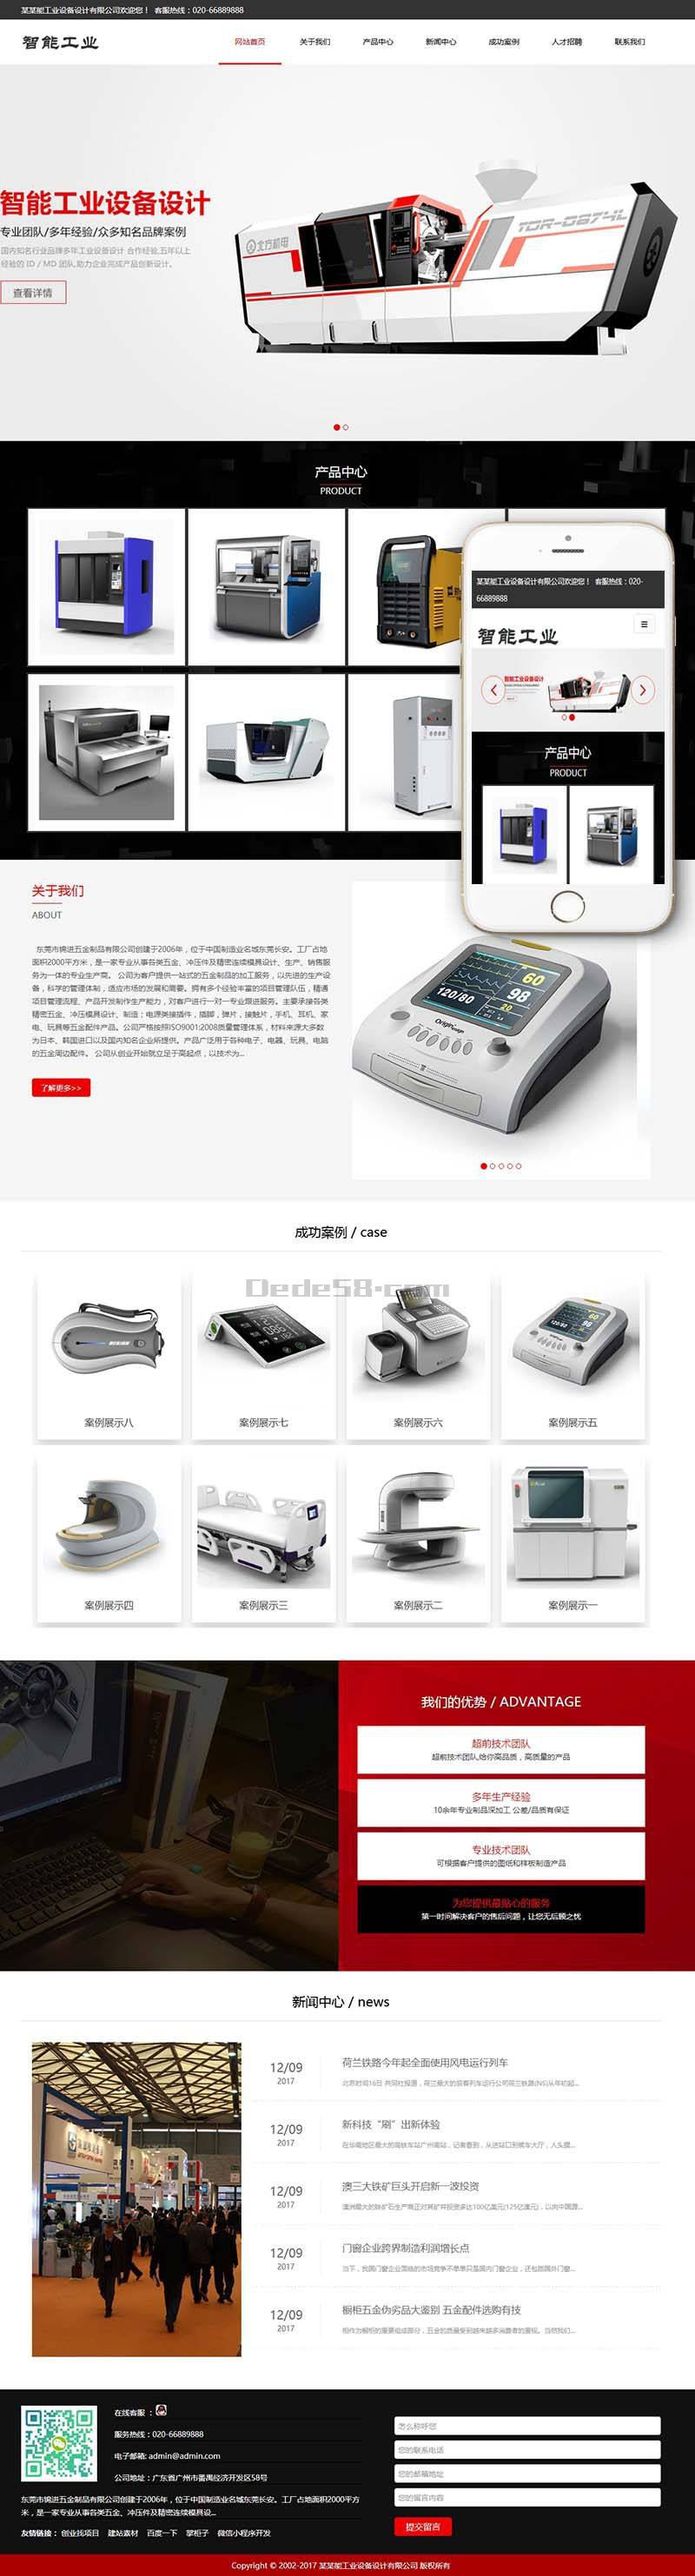 某某能工业设备设计有限公司欢迎您！ 客服热线：020-66889888
智能工业
网站首页 关于我们 产品中心 新闻中心 成功案例 人才招聘 联系我们
智能工业设备设计
专业团队/多年经验/众多知名品牌案例
国内知名行业品牌多年工业设备设计 合作经验,五年以上
经验的 ID / MD 团队,助力企业完成产品创新设计。
查看详情
北方机电
TDR-0874L
产品中心
PRODUCT
某某能工业设备设计有限公司欢迎您！ 客服热线：020-
66889888
智能工业
智能工业设备设计
产品中心
PRODUCT
关于我们
ABOUT
东莞市锦进五金制品有限公司创建于2006年，位于中国制造业名城东莞长安。工厂占地
面积2000平方米，是一家专业从事各类五金、冲压件及精密连续模具设计、生产、销售服
务为一体的专业生产商。 公司为客户提供一站式的五金制品的加工服务，以先进的生产设
备，科学的管理体制，适应市场的发展和需要。拥有多个经验丰富的项目管理队伍，精通
项目管理流程、产品开发制作生产能力，对客户进行一对一专业跟进服务。主要承接各类
精密五金、冲压模具设计、制造；电源类接插件，插脚，弹片，接触片，手机、耳机、家
电、玩具等五金配件产品。公司严格按照ISO9001:2008质量管理体系，材料来源大多数
为日本、韩国进口以及国内知名企业所提供。产品广泛用于各种电子、电器、玩具、电脑
的五金周边配件。 公司从创业开始就立足于高起点，以技术为...
了解更多>>
120/80
60
98
20
Origin
成功案例 / case
Dede58.com
案例展示八 案例展示七 案例展示六 案例展示五
案例展示四 案例展示三 案例展示二 案例展示一
我们的优势 / ADVANTAGE
超前技术团队
超前技术团队,给你高品质，高质量的产品
多年生产经验
10余年专业制品深加工 公差/品质有保证
专业技术团队
可根据客户提供的图纸和样板制造产品
为您提供最贴心的服务
第一时间解决客户的售后问题，让您无后顾之忧
新闻中心 / news
12/09
2017
荷兰铁路今年起全面使用风电运行列车
北京时间16日 共同社报道，荷兰最大的旅客列车运行公司荷兰铁路(NS)从年初起...
12/09
2017
新科技“刷”出新体验
在华南地区最大的高铁车站广州南站，记者看到，从进站口到候车大厅，人头攒...
12/09
2017
澳三大铁矿巨头开启新一波投资
澳洲最大的铁矿石生产商正对其矿井投资多达100亿美元(125亿澳元)，以向中国源...
12/09
2017
门窗企业跨界制造利润增长点
当下，我国门窗企业面临的市场竞争不单单只是国内门窗企业，还包括国外门窗...
12/09
2017
橱柜五金伪劣品大鉴别 五金配件选购有技
柜作为橱柜的重要组成部分，五金的质量受到越来越多消费者的重视。当然我们...
在线客服 ：
服务热线：020-66889888
电子邮箱: admin@admin.com
公司地址：广东省广州市番禺经济开发区58号
东莞市锦进五金制品有限公司创建于2006年，位于中国制造业名城东莞长安。工厂占地面积2000平方
米，是一家专业从事各类五金、冲压件及精密连续模具设...
友情链接： 创业找项目 建站素材 百度一下 掌柜子 微信小程序开发
怎么称呼您
您的联系电话
您的邮箱地址
您的留言内容
提交留言
Copyright © 2002-2017 某某能工业设备设计有限公司 版权所有